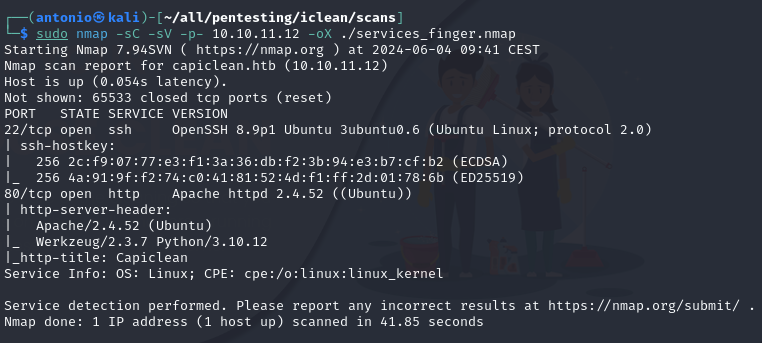 ┌──(antonio㉿kali)-[~/all/pentesting/iclean/scans]
└─$ sudo nmap -sC -sV -p- 10.10.11.12 -oX ./services_finger.nmap
Starting Nmap 7.94SVN ( https://nmap.org ) at 2024-06-04 09:41 CEST
Nmap scan report for capiclean.htb (10.10.11.12)
Host is up (0.054s latency).
Not shown: 65533 closed tcp ports (reset)
PORT   STATE SERVICE VERSION
22/tcp open  ssh     OpenSSH 8.9p1 Ubuntu 3ubuntu0.6 (Ubuntu Linux; protocol 2.0)
| ssh-hostkey:
|   256 2c:f9:07:77:e3:f1:3a:36:db:f2:3b:94:e3:b7:cf:b2 (ECDSA)
|_  256 4a:91:9f:f2:74:c0:41:81:52:4d:f1:ff:2d:01:78:6b (ED25519)
80/tcp open  http    Apache httpd 2.4.52 ((Ubuntu))
| http-server-header:
|   Apache/2.4.52 (Ubuntu)
|_  Werkzeug/2.3.7 Python/3.10.12
|_http-title: Capiclean
Service Info: OS: Linux; CPE: cpe:/o:linux:linux_kernel
Service detection performed. Please report any incorrect results at https://nmap.org/submit/ .
Nmap done: 1 IP address (1 host up) scanned in 41.85 seconds